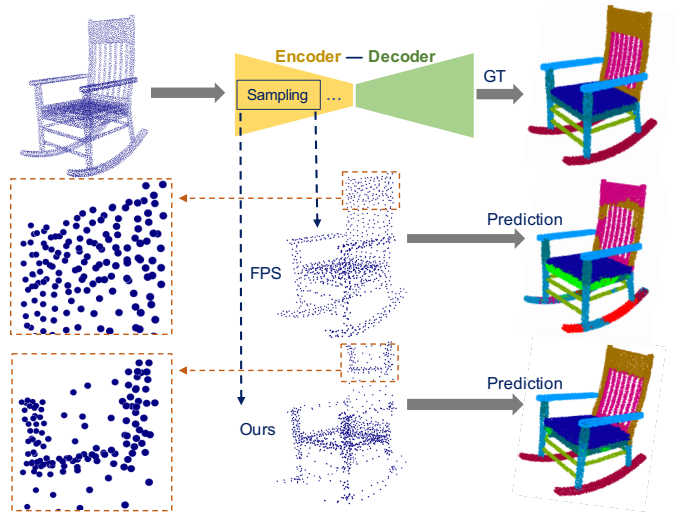 Encoder — Decoder
GT
Sampling ...
Prediction
FPS
Prediction
Ours